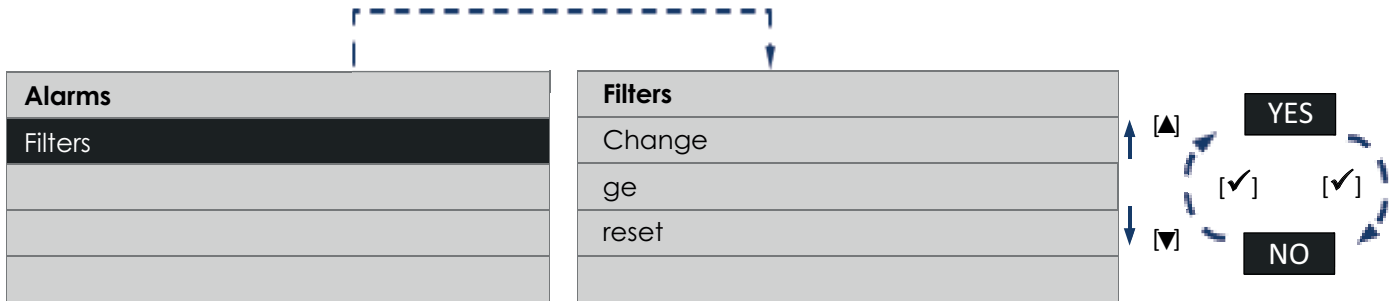 Alarms
Filters
Filters
Change
ge
reset
[▲]
[▼]
YES
[✔] [✔]
NO